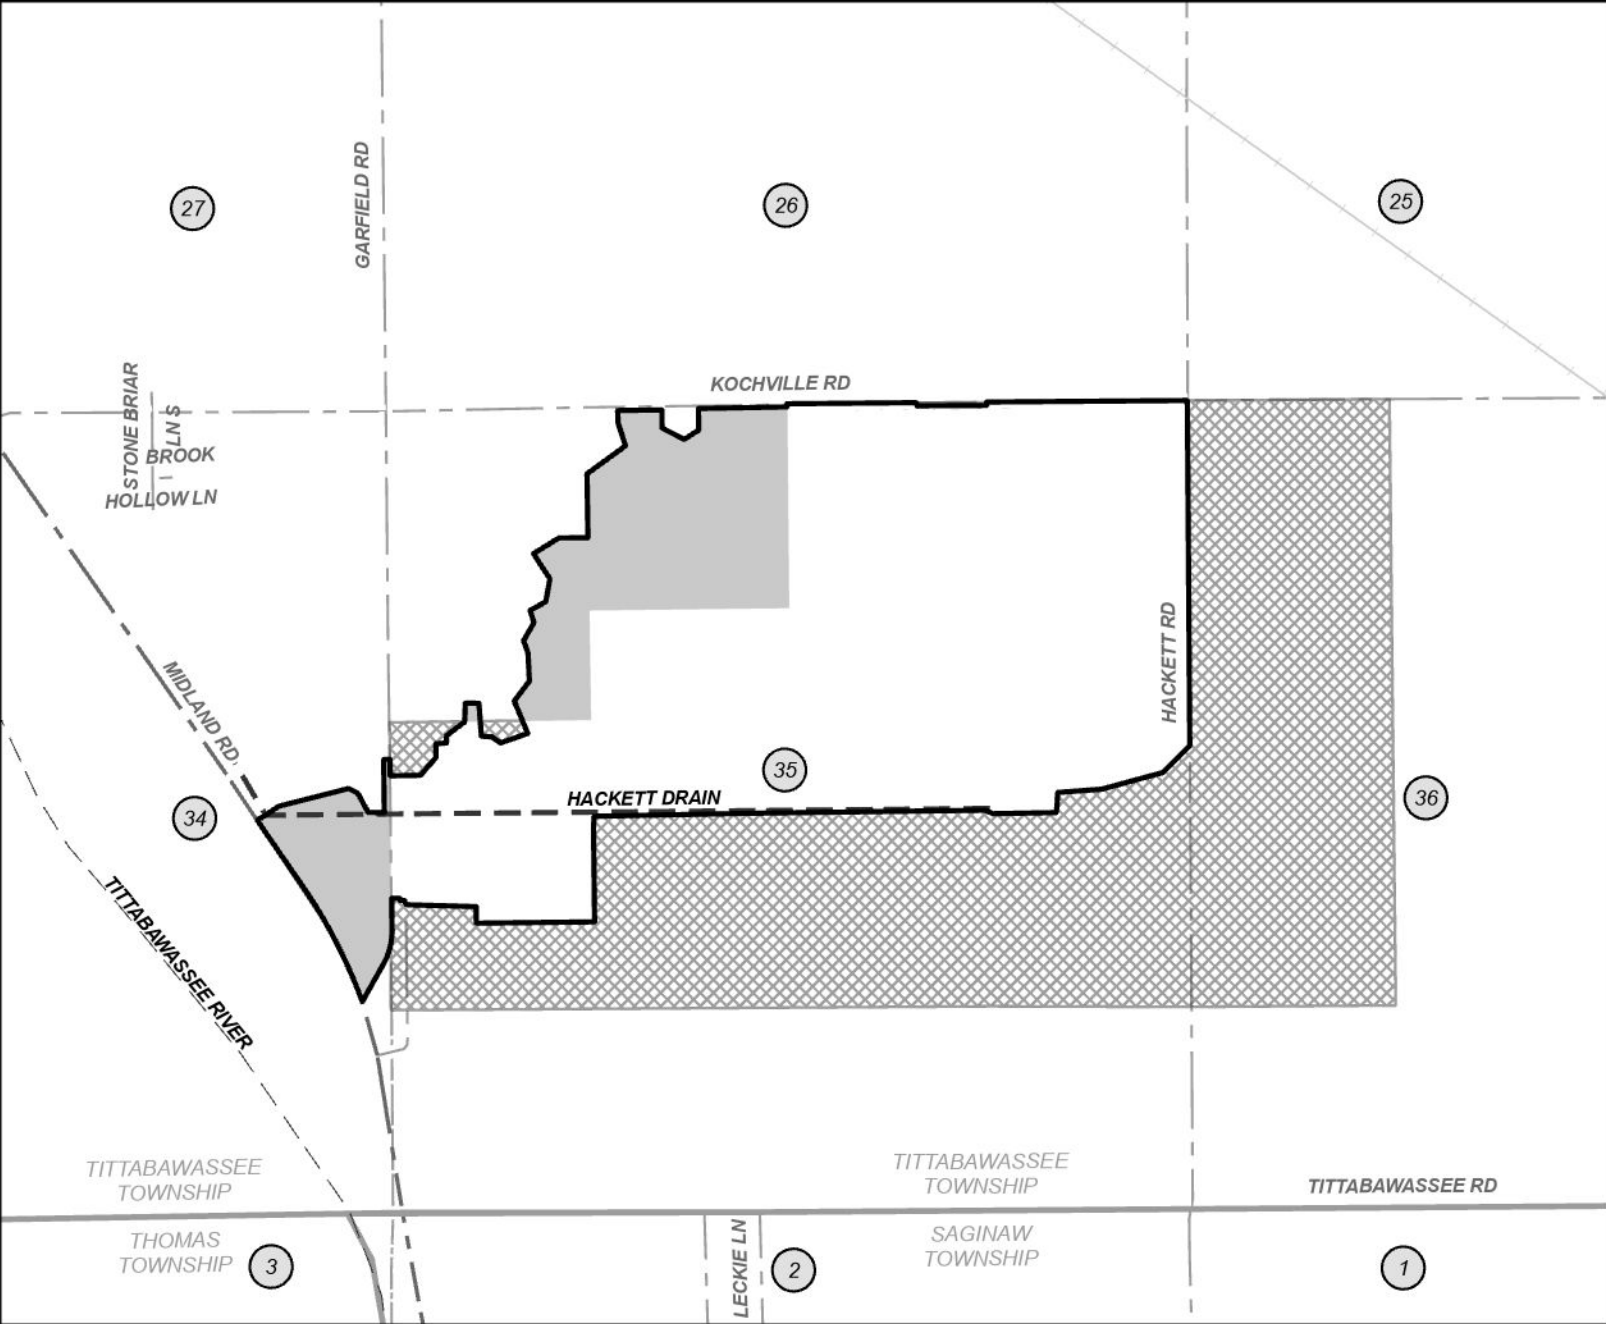 GARFIELD RD
27
26
25
KOCHVILLE RD
STONE BRIAR
LN S
BROOK
HOLLOW LN
MIDLAND RD
HACKETT RD
35
HACKETT DRAIN
34
36
TITTABAWASSEE RIVER
TITTABAWASSEE
TOWNSHIP
TITTABAWASSEE
TOWNSHIP
TITTABAWASSEE RD
THOMAS
TOWNSHIP
3
LECKIE LN
2
SAGINAW
TOWNSHIP
1